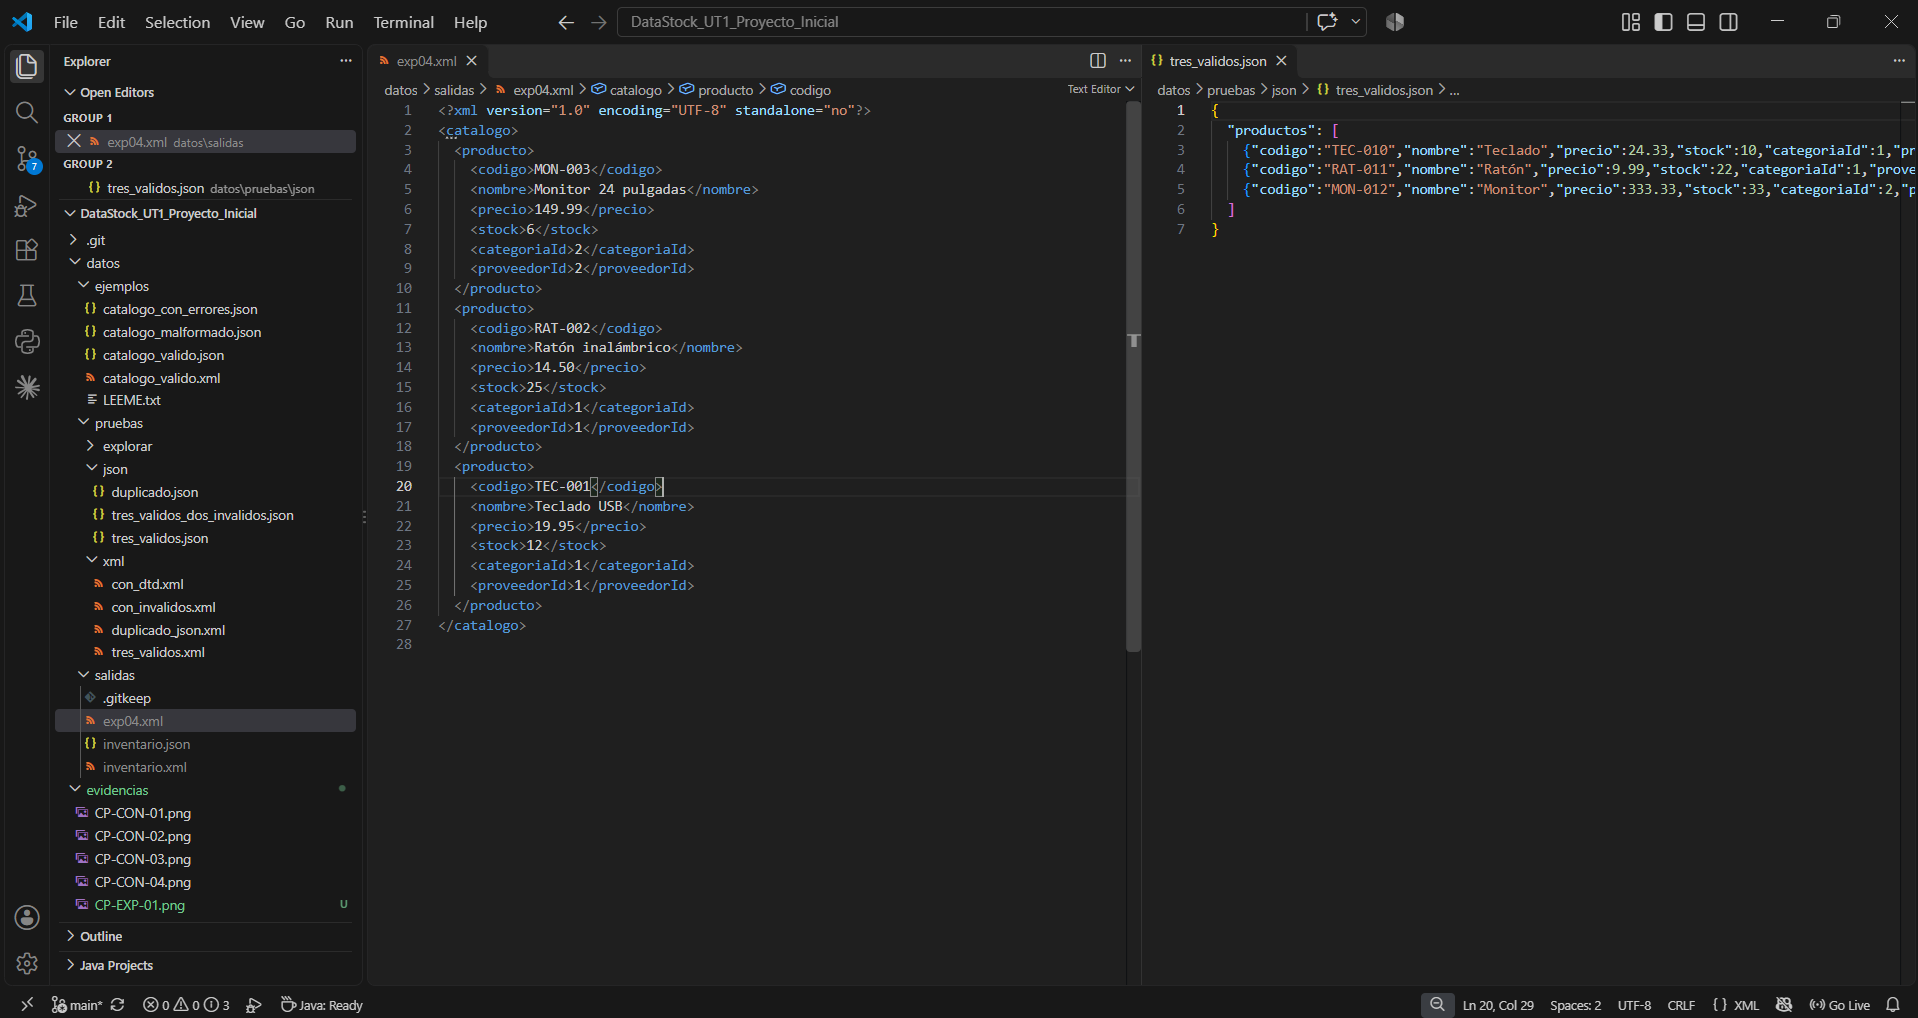 File Edit Selection View Go Run Terminal Help
DataStock_UT1_Proyecto_Inicial
Explorer
Open Editors
GROUP 1
exp04.xml datos\salidas
GROUP 2
tres_validos.json datos\pruebas\json
DataStock_UT1_Proyecto_Inicial
.git
datos
ejemplos
catalogo_con_errores.json
catalogo_malformado.json
catalogo_valido.json
catalogo_valido.xml
LEEME.txt
pruebas
explorar
json
duplicado.json
tres_validos_dos_invalidos.json
tres_validos.json
xml
con_dtd.xml
con_invalidos.xml
duplicado_json.xml
tres_validos.xml
salidas
.gitkeep
exp04.xml
inventario.json
inventario.xml
evidencias
CP-CON-01.png
CP-CON-02.png
CP-CON-03.png
CP-CON-04.png
CP-EXP-01.png U
Outline
Java Projects
7
exp04.xml
datos > salidas > exp04.xml > catalogo > producto > codigo
Text Editor
1 <?xml version="1.0" encoding="UTF-8" standalone="no"?>
2 <catalogo>
3 <producto>
4 <codigo>MON-003</codigo>
5 <nombre>Monitor 24 pulgadas</nombre>
6 <precio>149.99</precio>
7 <stock>6</stock>
8 <categoriaId>2</categoriaId>
9 <proveedorId>2</proveedorId>
10 </producto>
11 <producto>
12 <codigo>RAT-002</codigo>
13 <nombre>Ratón inalámbrico</nombre>
14 <precio>14.50</precio>
15 <stock>25</stock>
16 <categoriaId>1</categoriaId>
17 <proveedorId>1</proveedorId>
18 </producto>
19 <producto>
20 <codigo>TEC-001</codigo>
21 <nombre>Teclado USB</nombre>
22 <precio>19.95</precio>
23 <stock>12</stock>
24 <categoriaId>1</categoriaId>
25 <proveedorId>1</proveedorId>
26 </producto>
27 </catalogo>
28
tres_validos.json
datos > pruebas > json > {} tres_validos.json > ...
1 {
2 "productos": [
3 {"codigo":"TEC-010","nombre":"Teclado","precio":24.33,"stock":10,"categoriaId":1,"pr
4 {"codigo":"RAT-011","nombre":"Ratón","precio":9.99,"stock":22,"categoriaId":1,"prove
5 {"codigo":"MON-012","nombre":"Monitor","precio":333.33,"stock":33,"categoriaId":2,"p
6 ]
7 }
main* 0 0 3 Java: Ready
Ln 20, Col 29 Spaces: 2 UTF-8 CRLF {} XML Go Live